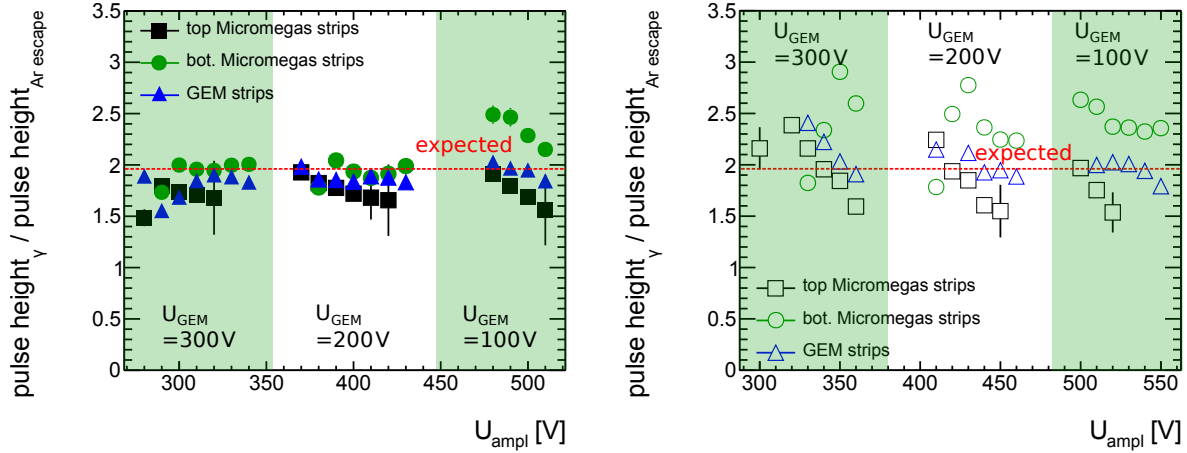 pulse height_γ / pulse height_Ar escape
3.5
3
2.5
2
1.5
1
0.5
0
top Micromegas strips
bot. Micromegas strips
GEM strips
expected
U_GEM
=300V
U_GEM
=200V
U_GEM
=100V
300 350 400 450 500
U_ampl [V]
pulse height_γ / pulse height_Ar escape
3.5
3
2.5
2
1.5
1
0.5
0
U_GEM
=300V
U_GEM
=200V
U_GEM
=100V
expected
top Micromegas strips
bot. Micromegas strips
GEM strips
300 350 400 450 500 550
U_ampl [V]